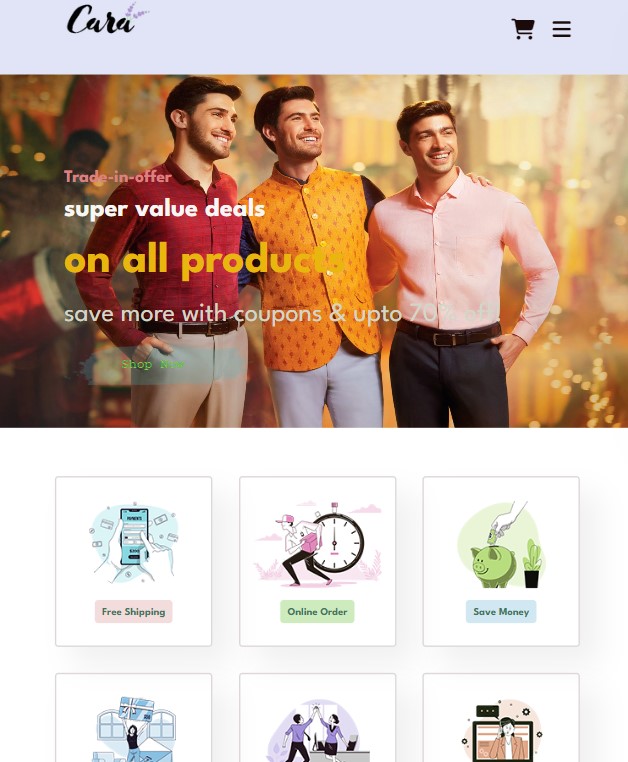 Cara
Trade-in-offer
super value deals
on all products
save more with coupons & upto 70% off!
Shop Now
Free Shipping
Online Order
Save Money